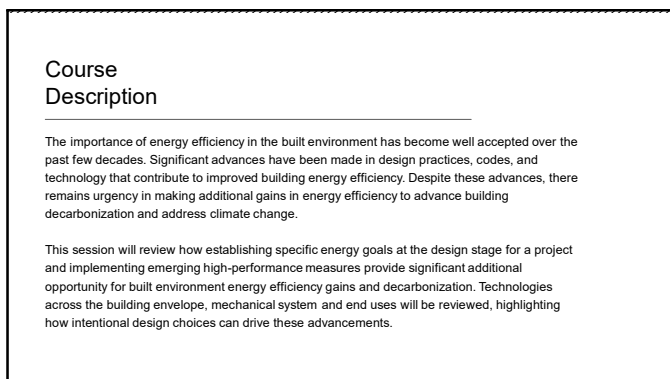 Course
Description
The importance of energy efficiency in the built environment has become well accepted over the
past few decades. Significant advances have been made in design practices, codes, and
technology that contribute to improved building energy efficiency. Despite these advances, there
remains urgency in making additional gains in energy efficiency to advance building
decarbonization and address climate change.
This session will review how establishing specific energy goals at the design stage for a project
and implementing emerging high-performance measures provide significant additional
opportunity for built environment energy efficiency gains and decarbonization. Technologies
across the building envelope, mechanical system and end uses will be reviewed, highlighting
how intentional design choices can drive these advancements.